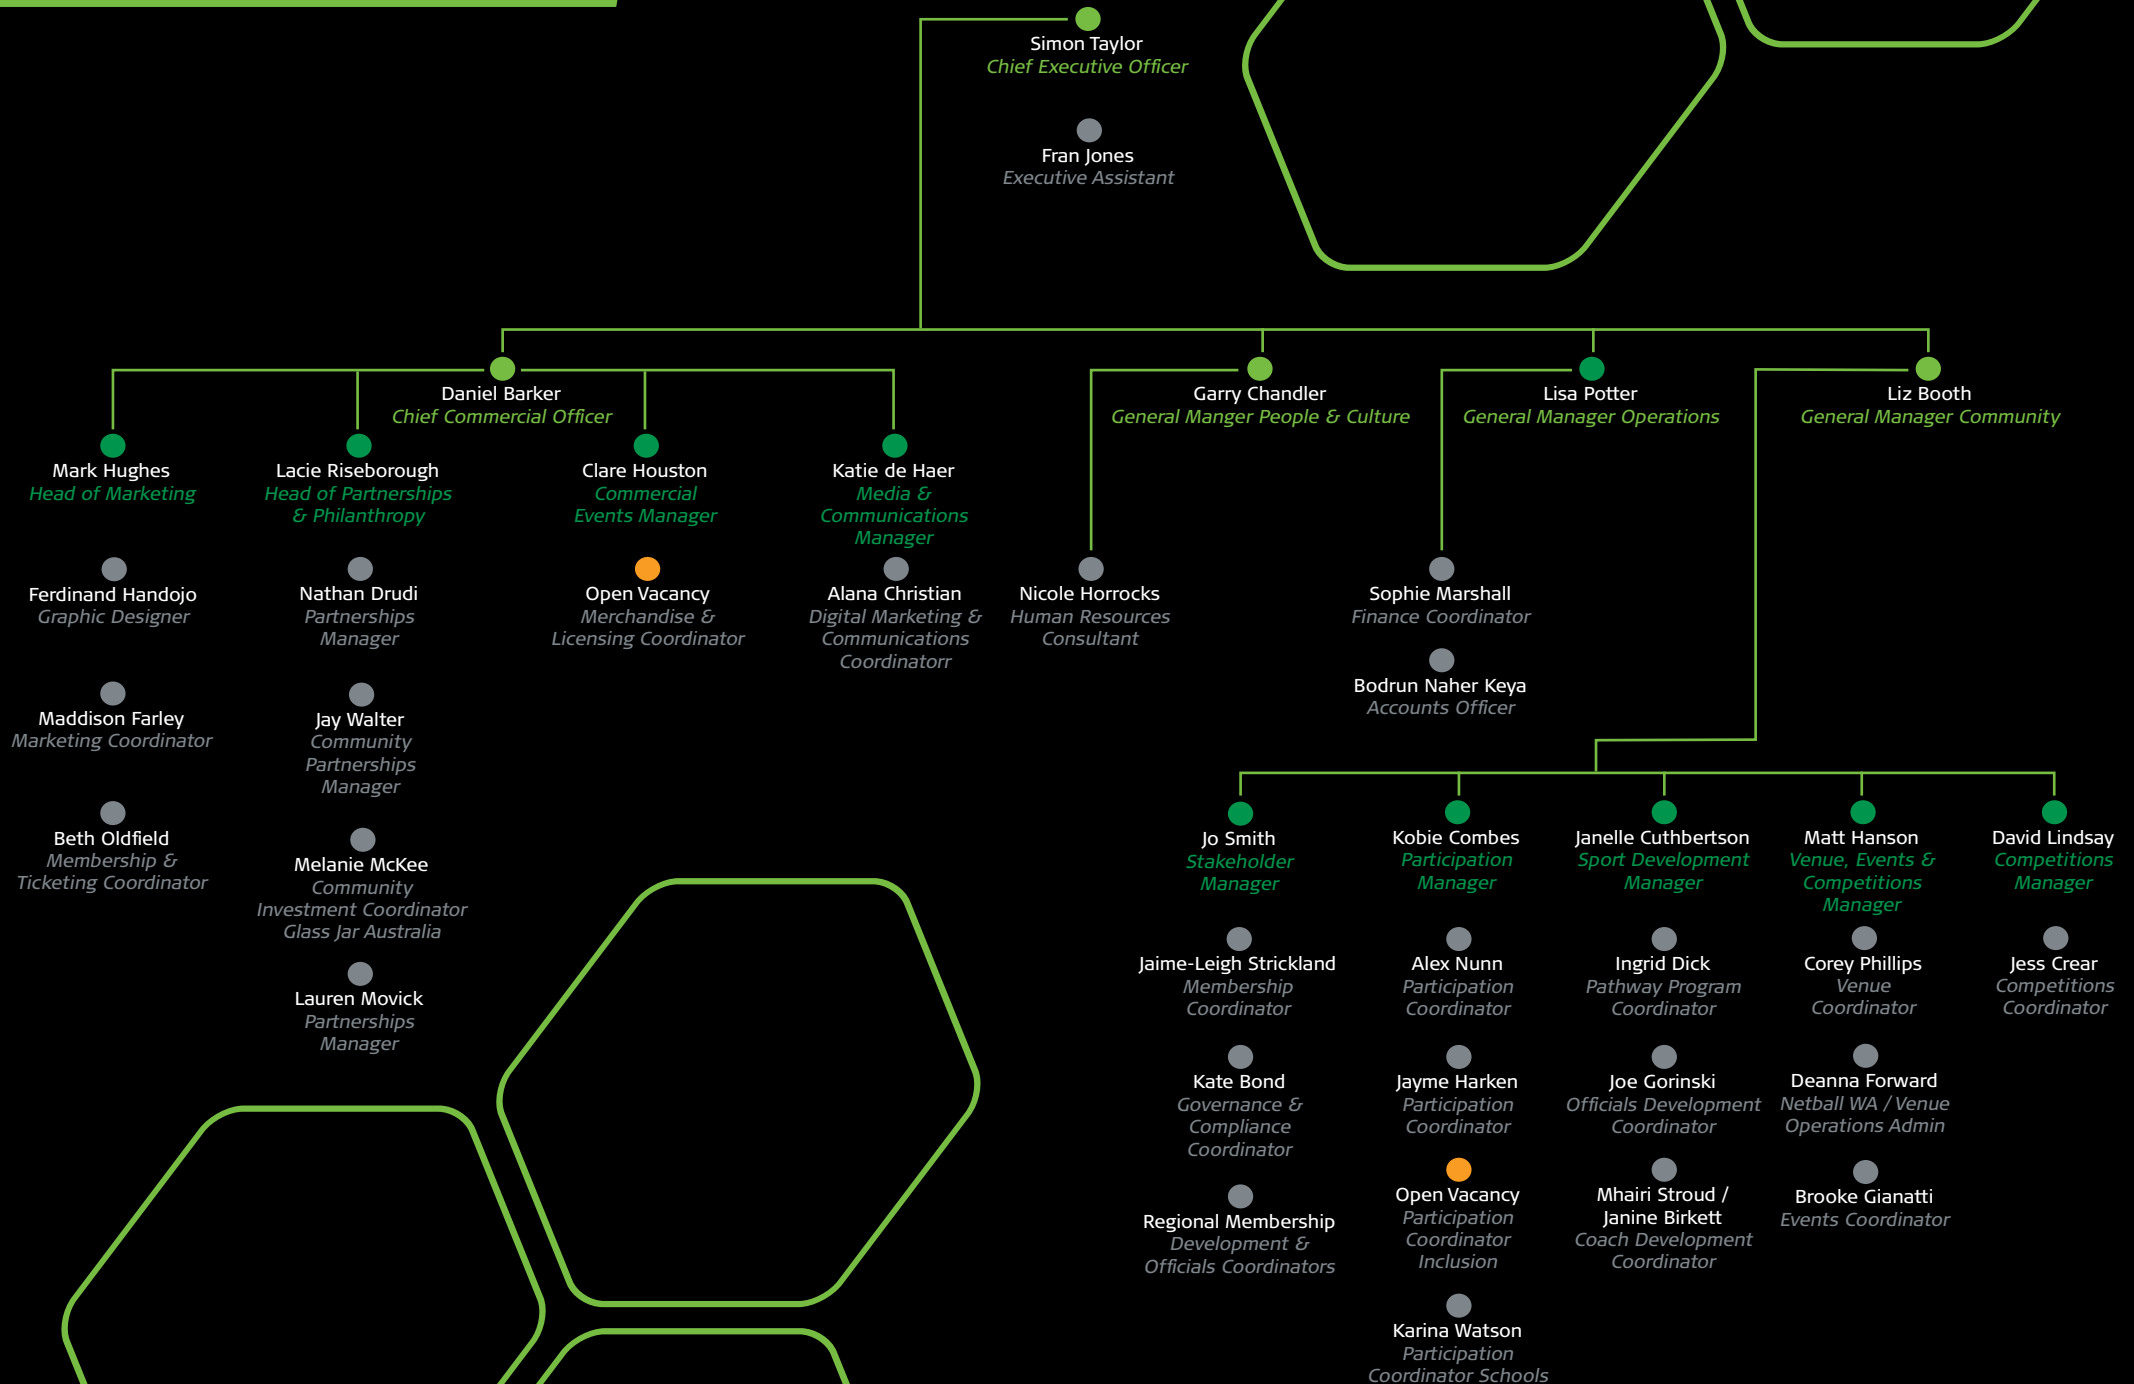 Simon Taylor
Chief Executive Officer
Fran Jones
Executive Assistant
Daniel Barker
Chief Commercial Officer
Garry Chandler
General Manger People & Culture
Lisa Potter
General Manager Operations
Liz Booth
General Manager Community
Mark Hughes
Head of Marketing
Lacie Riseborough
Head of Partnerships
& Philanthropy
Clare Houston
Commercial
Events Manager
Katie de Haer
Media &
Communications
Manager
Ferdinand Handojo
Graphic Designer
Nathan Drudi
Partnerships
Manager
Open Vacancy
Merchandise &
Licensing Coordinator
Alana Christian
Digital Marketing &
Communications
Coordinatorr
Nicole Horrocks
Human Resources
Consultant
Sophie Marshall
Finance Coordinator
Bodrun Naher Keya
Accounts Officer
Maddison Farley
Marketing Coordinator
Jay Walter
Community
Partnerships
Manager
Beth Oldfield
Membership &
Ticketing Coordinator
Melanie McKee
Community
Investment Coordinator
Glass Jar Australia
Lauren Movick
Partnerships
Manager
Jo Smith
Stakeholder
Manager
Kobie Combes
Participation
Manager
Janelle Cuthbertson
Sport Development
Manager
Matt Hanson
Venue, Events &
Competitions
Manager
David Lindsay
Competitions
Manager
Jaime-Leigh Strickland
Membership
Coordinator
Alex Nunn
Participation
Coordinator
Ingrid Dick
Pathway Program
Coordinator
Corey Phillips
Venue
Coordinator
Jess Crear
Competitions
Coordinator
Kate Bond
Governance &
Compliance
Coordinator
Jayme Harken
Participation
Coordinator
Joe Gorinski
Officials Development
Coordinator
Deanna Forward
Netball WA / Venue
Operations Admin
Regional Membership
Development &
Officials Coordinators
Open Vacancy
Participation
Coordinator
Inclusion
Mhairi Stroud /
Janine Birkett
Coach Development
Coordinator
Brooke Gianatti
Events Coordinator
Karina Watson
Participation
Coordinator Schools